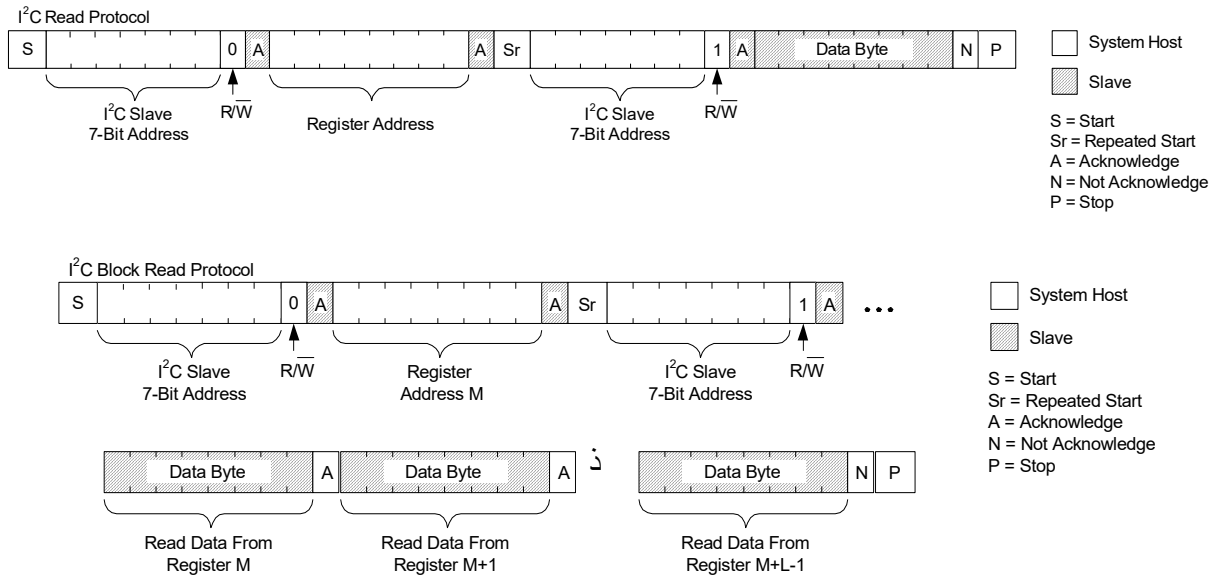 I²C Read Protocol
S 0 A A Sr 1 A Data Byte N P
I²C Slave
7-Bit Address
R/W̅
Register Address
I²C Slave
7-Bit Address
R/W̅
System Host
Slave
S = Start
Sr = Repeated Start
A = Acknowledge
N = Not Acknowledge
P = Stop
I²C Block Read Protocol
S 0 A A Sr 1 A ...
I²C Slave
7-Bit Address
R/W̅
Register
Address M
I²C Slave
7-Bit Address
R/W̅
System Host
Slave
S = Start
Sr = Repeated Start
A = Acknowledge
N = Not Acknowledge
P = Stop
Data Byte A Data Byte A ڹ Data Byte N P
Read Data From
Register M
Read Data From
Register M+1
Read Data From
Register M+L-1